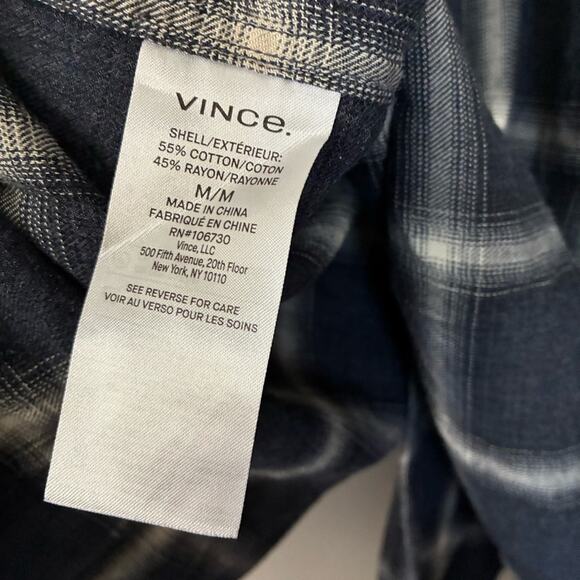 VINCe.
SHELL/EXTÉRIEUR:
55% COTTON/COTON
45% RAYON/RAYONNE
M/M
MADE IN CHINA
FABRIQUÉ EN CHINE
RN#106730
Vince, LLC
500 Fifth Avenue, 20th Floor
New York, NY 10110
SEE REVERSE FOR CARE
VOIR AU VERSO POUR LES SOINS